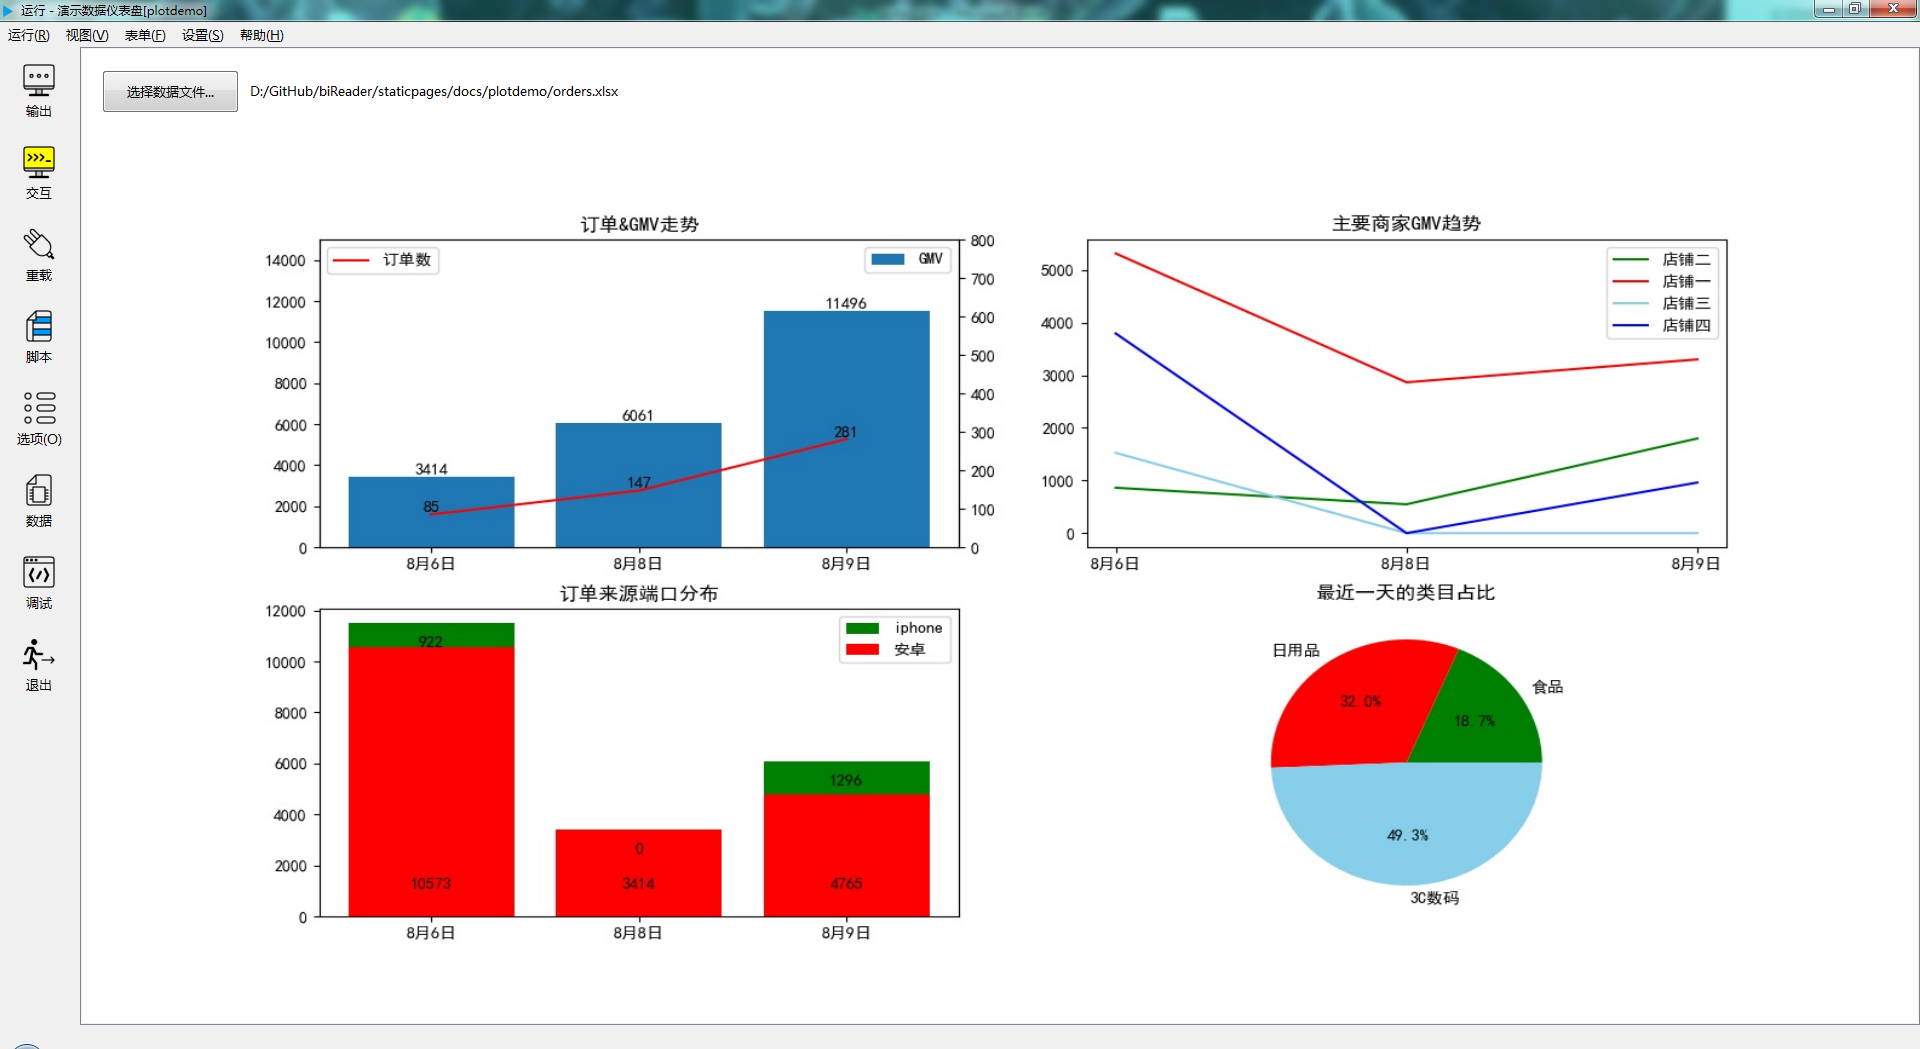 运行 - 演示数据仪表盘[plotdemo]
运行(R) 视图(V) 表单(F) 设置(S) 帮助(H)
输出
交互
重载
脚本
选项(O)
数据
调试
退出
选择数据文件... D:/GitHub/biReader/staticpages/docs/plotdemo/orders.xlsx
订单&GMV走势
订单数
GMV
14000
12000
10000
8000
6000
4000
2000
0
800
700
600
500
400
300
200
100
0
3414
6061
11496
85
147
281
8月6日 8月8日 8月9日
主要商家GMV趋势
店铺二
店铺一
店铺三
店铺四
5000
4000
3000
2000
1000
0
8月6日 8月8日 8月9日
订单来源端口分布
iphone
安卓
12000
10000
8000
6000
4000
2000
0
922
1296
0
10573 3414 4765
8月6日 8月8日 8月9日
最近一天的类目占比
日用品
食品
32.0%
18.7%
49.3%
3C数码